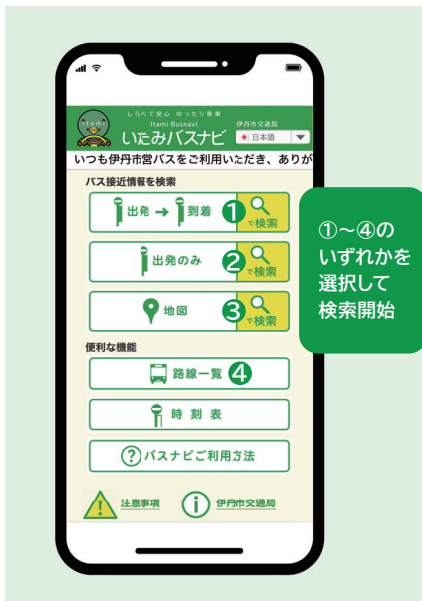 しらべて安心 ゆったり乗車
Itami
Itami Busnavi
伊丹市交通局
いたみバスナビ
日本語
いつも伊丹市営バスをご利用いただき、ありが
バス接近情報を検索
出発 → 到着 ① で検索
出発のみ ② で検索
地図 ③ で検索
便利な機能
路線一覧 ④
時刻表
? バスナビご利用方法
! 注意事項
i 伊丹市交通局
①～④の
いずれかを
選択して
検索開始